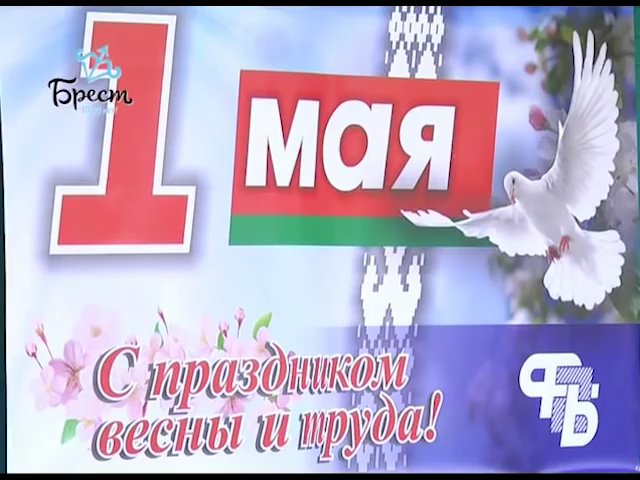 Брест
1
мая
С праздником
весны и труда!
ФПБ